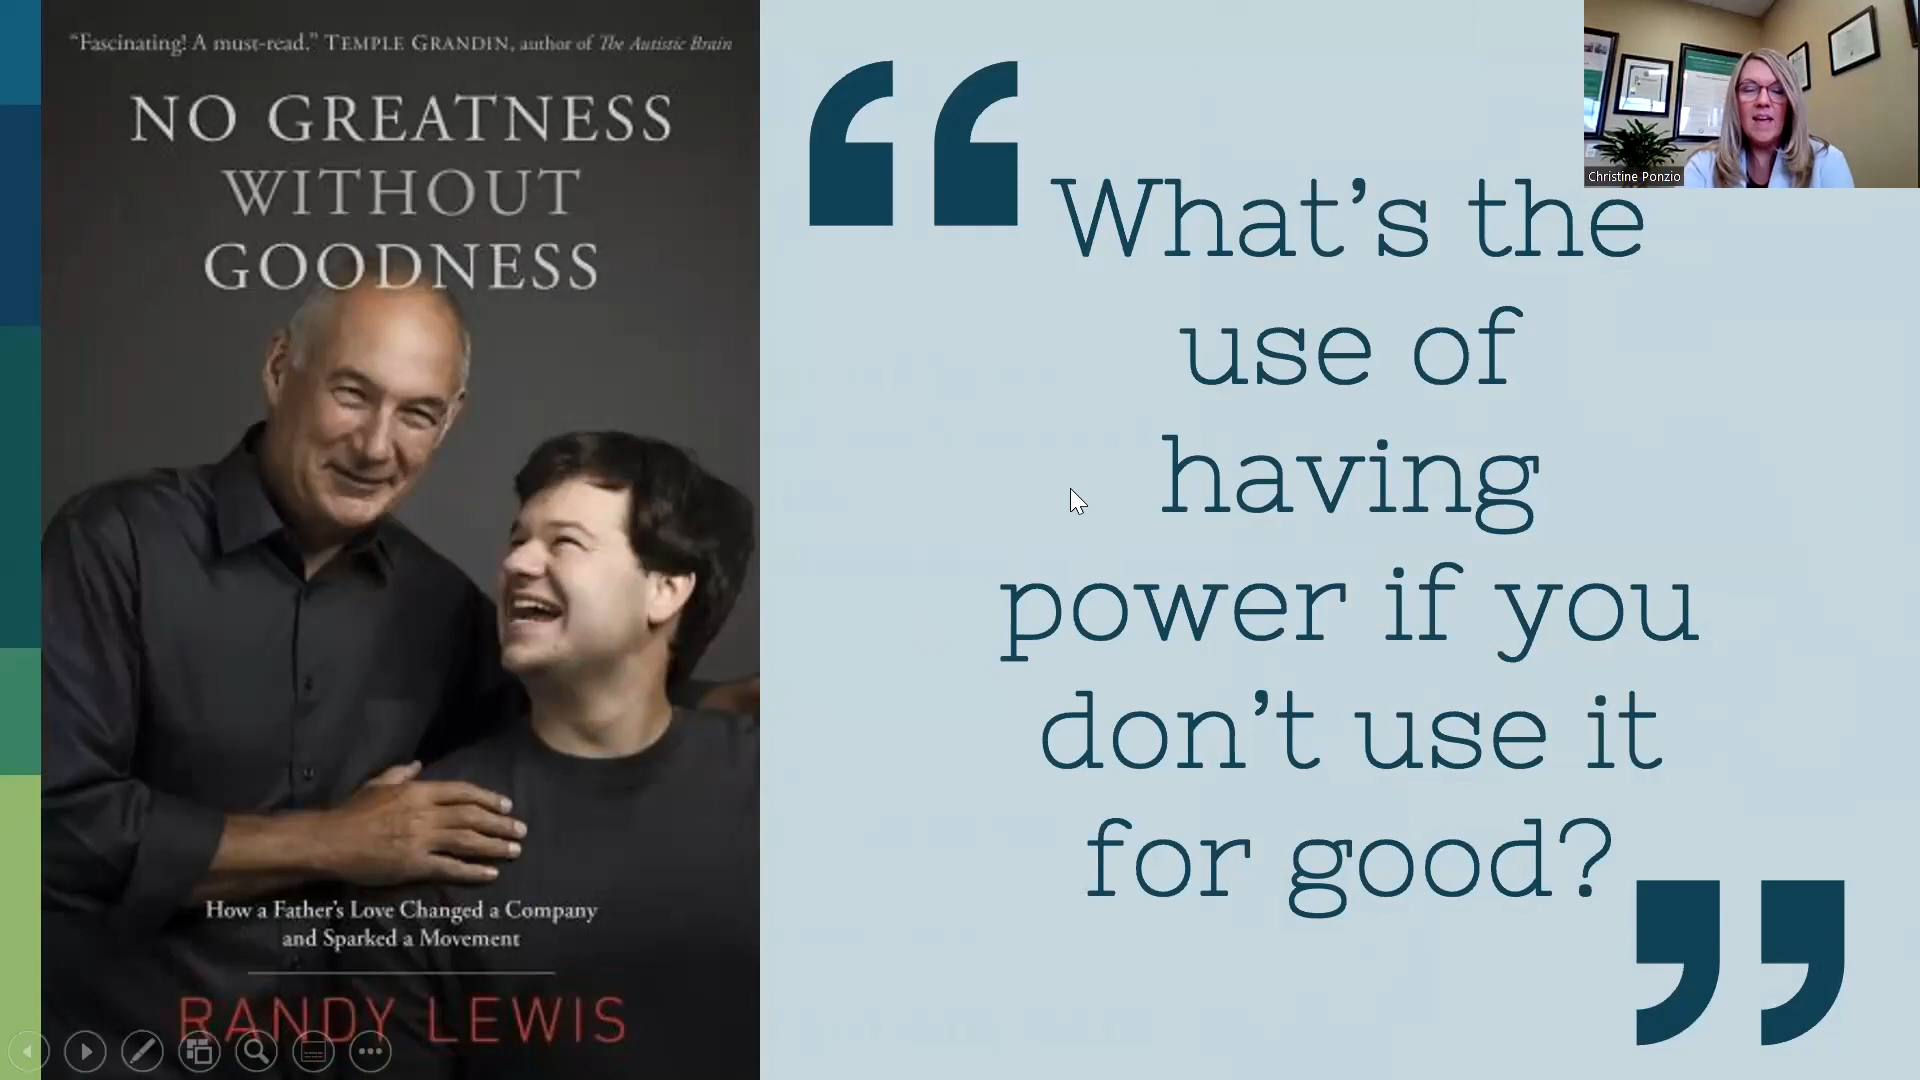 “Fascinating! A must-read.” TEMPLE GRANDIN, author of The Autistic Brain
NO GREATNESS
WITHOUT
GOODNESS
How a Father’s Love Changed a Company
and Sparked a Movement
RANDY LEWIS
“
What’s the
use of
having
power if you
don’t use it
for good?
”
Christine Ponzio